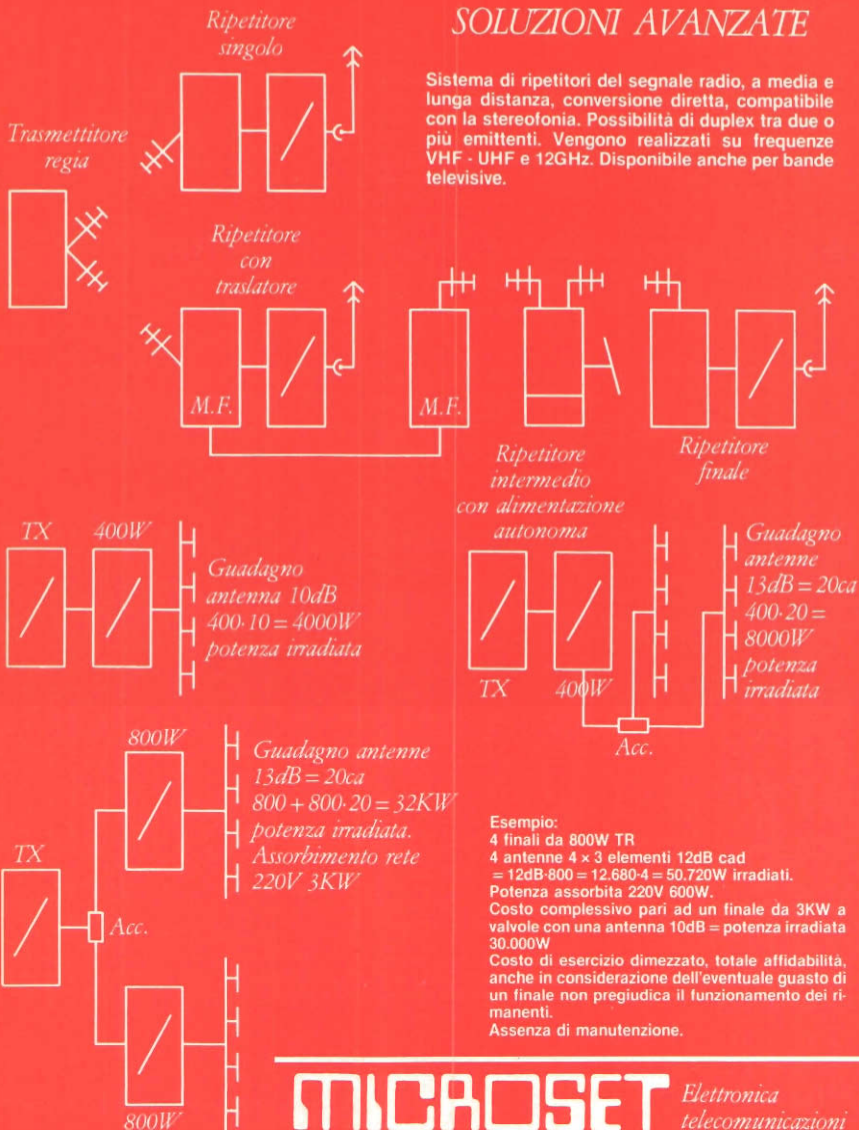 SOLUZIONI AVANZATE
Sistema di ripetitori del segnale radio, a media e
lunga distanza, conversione diretta, compatibile
con la stereofonia. Possibilità di duplex tra due o
più emittenti. Vengono realizzati su frequenze
VHF - UHF e 12GHz. Disponibile anche per bande
televisive.
Ripetitore
singolo
Trasmettitore
regia
Ripetitore
con
traslatore
M.F.
M.F.
Ripetitore
intermedio
con alimentazione
autonoma
Ripetitore
finale
TX
400W
Guadagno
antenna 10dB
400·10 = 4000W
potenza irradiata
TX
400W
Acc.
Guadagno
antenne
13dB = 20ca
400·20 =
8000W
potenza
irradiata
TX
Acc.
800W
800W
Guadagno antenne
13dB = 20ca
800 + 800·20 = 32KW
potenza irradiata.
Assorbimento rete
220V 3KW
Esempio:
4 finali da 800W TR
4 antenne 4 × 3 elementi 12dB cad
= 12dB·800 = 12.680·4 = 50.720W irradiati.
Potenza assorbita 220V 600W.
Costo complessivo pari ad un finale da 3KW a
valvole con una antenna 10dB = potenza irradiata
30.000W
Costo di esercizio dimezzato, totale affidabilità,
anche in considerazione dell'eventuale guasto di
un finale non pregiudica il funzionamento dei ri-
manenti.
Assenza di manutenzione.
MICROSET
Elettronica
telecomunicazioni